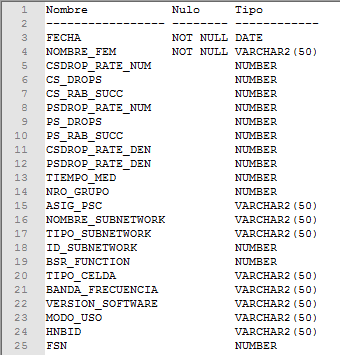 1 Nombre Nulo Tipo
2 ----------------- -------- ------------
3 FECHA NOT NULL DATE
4 NOMBRE_FEM NOT NULL VARCHAR2(50)
5 CSDROP_RATE_NUM NUMBER
6 CS_DROPS NUMBER
7 CS_RAB_SUCC NUMBER
8 PSDROP_RATE_NUM NUMBER
9 PS_DROPS NUMBER
10 PS_RAB_SUCC NUMBER
11 CSDROP_RATE_DEN NUMBER
12 PSDROP_RATE_DEN NUMBER
13 TIEMPO_MED NUMBER
14 NRO_GRUPO NUMBER
15 ASIG_PSC VARCHAR2(50)
16 NOMBRE_SUBNETWORK VARCHAR2(50)
17 TIPO_SUBNETWORK VARCHAR2(50)
18 ID_SUBNETWORK NUMBER
19 BSR_FUNCTION NUMBER
20 TIPO_CELDA VARCHAR2(50)
21 BANDA_FRECUENCIA VARCHAR2(50)
22 VERSION_SOFTWARE VARCHAR2(50)
23 MODO_USO VARCHAR2(50)
24 HNBID VARCHAR2(50)
25 FSN NUMBER